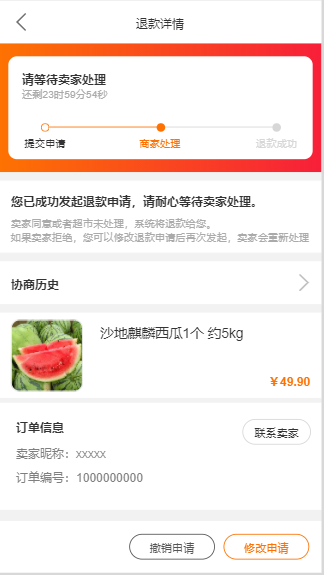 退款详情
请等待卖家处理
还剩23时59分54秒
提交申请
商家处理
退款成功
您已成功发起退款申请，请耐心等待卖家处理。
卖家同意或者超市未处理，系统将退款给您。
如果卖家拒绝，您可以修改退款申请后再次发起，卖家会重新处理
协商历史
沙地麒麟西瓜1个 约5kg
￥49.90
订单信息
联系卖家
卖家昵称：xxxxx
订单编号：1000000000
撤销申请
修改申请